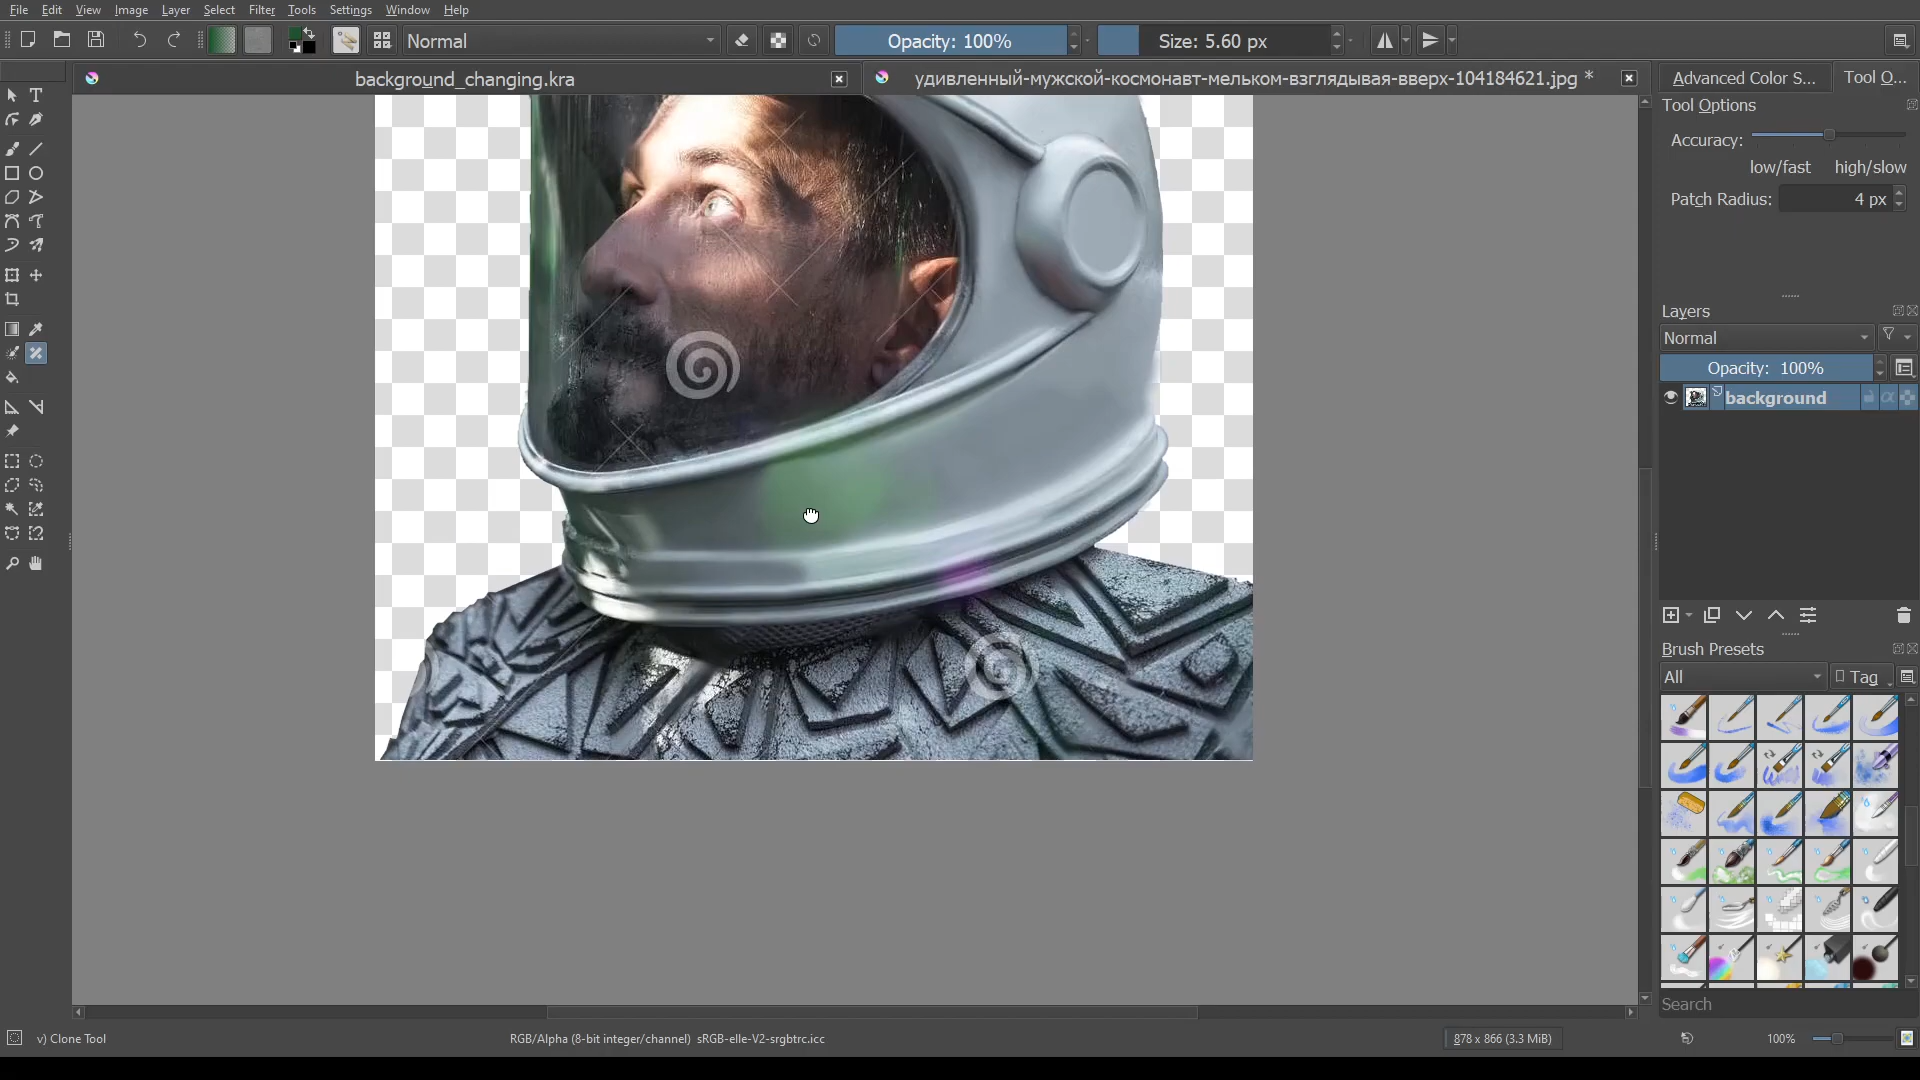 File Edit View Image Layer Select Filter Tools Settings Window Help
Normal
Opacity: 100%
Size: 5.60 px
background_changing.kra
удивленный-мужской-космонавт-мельком-взглядывая-вверх-104184621.jpg *
Advanced Color S...
Tool O...
Tool Options
Accuracy:
low/fast high/slow
Patch Radius: 4 px
Layers
Normal
Opacity: 100%
background
Brush Presets
All
Tag
Search
v) Clone Tool
RGB/Alpha (8-bit integer/channel) sRGB-elle-V2-srgbtrc.icc
878 x 866 (3.3 MiB)
100%